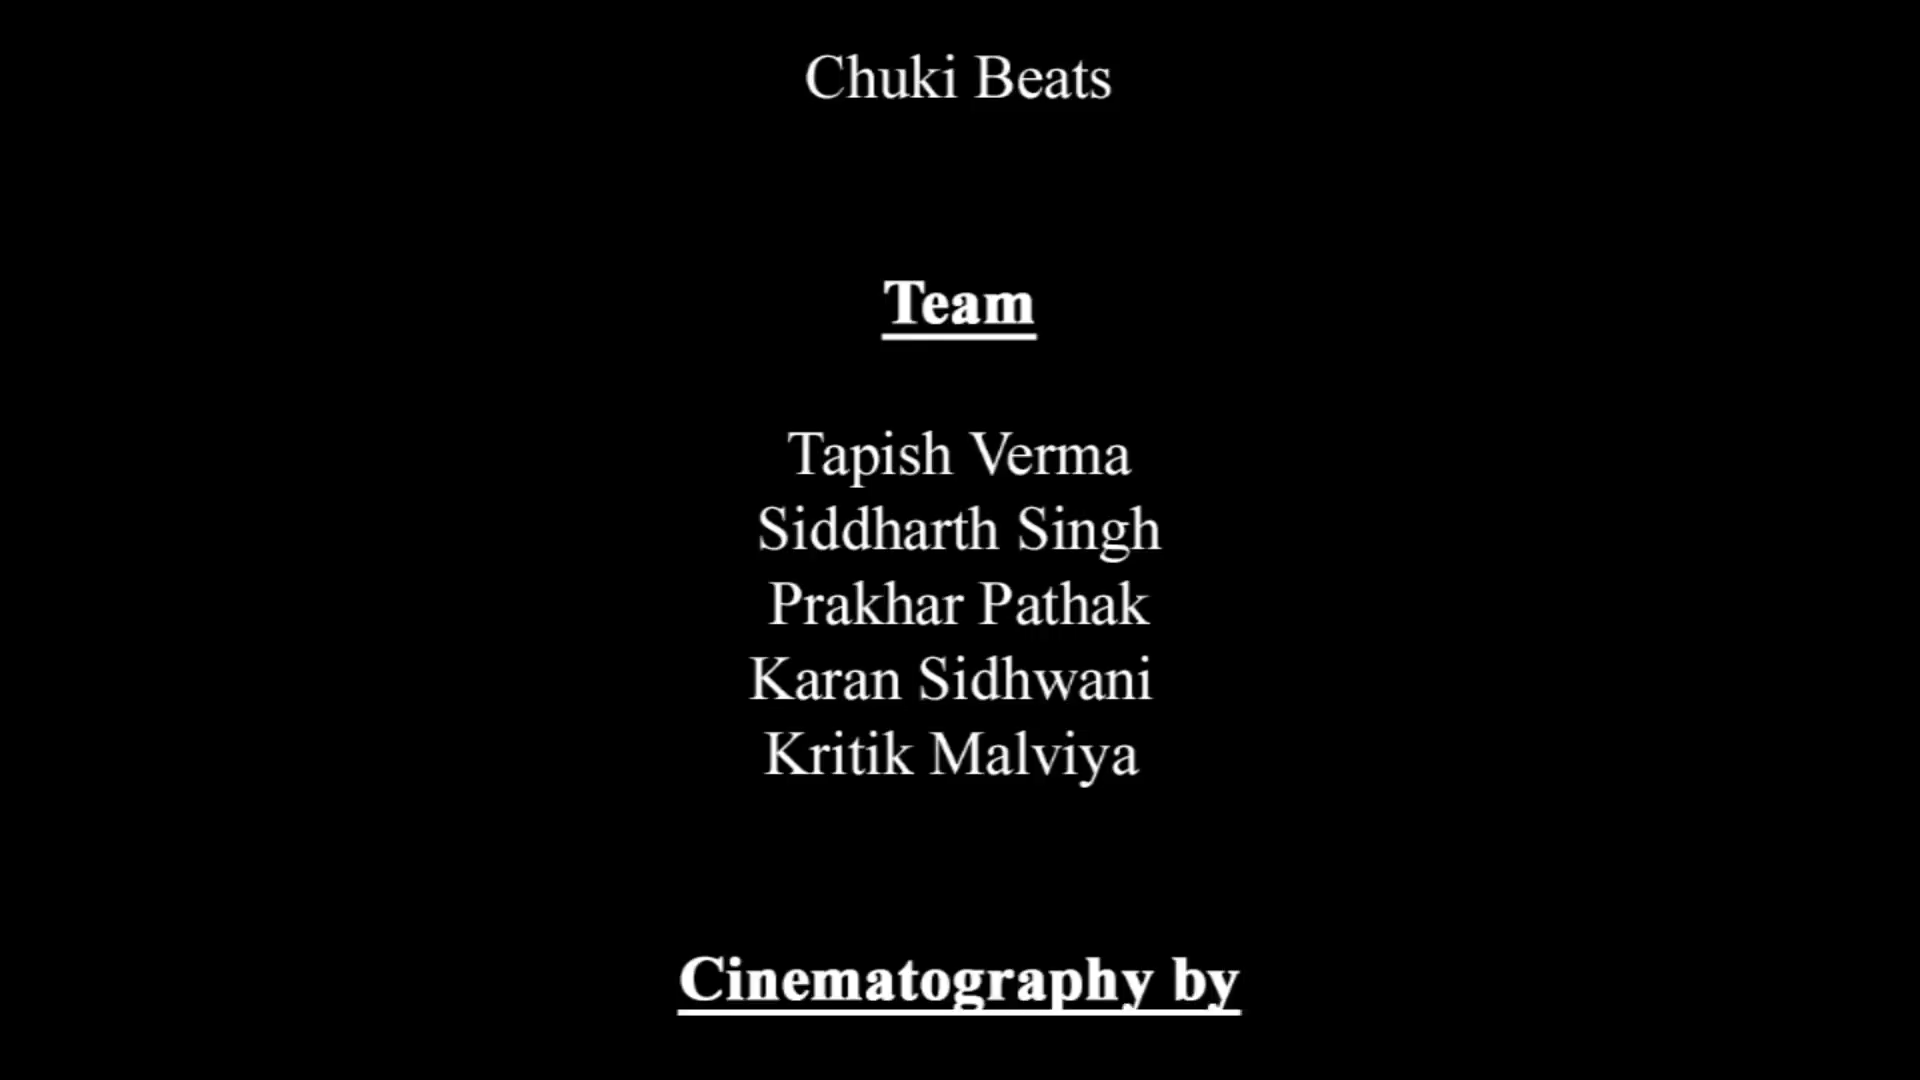 Chuki Beats
Team
Tapish Verma
Siddharth Singh
Prakhar Pathak
Karan Sidhwani
Kritik Malviya
Cinematography by